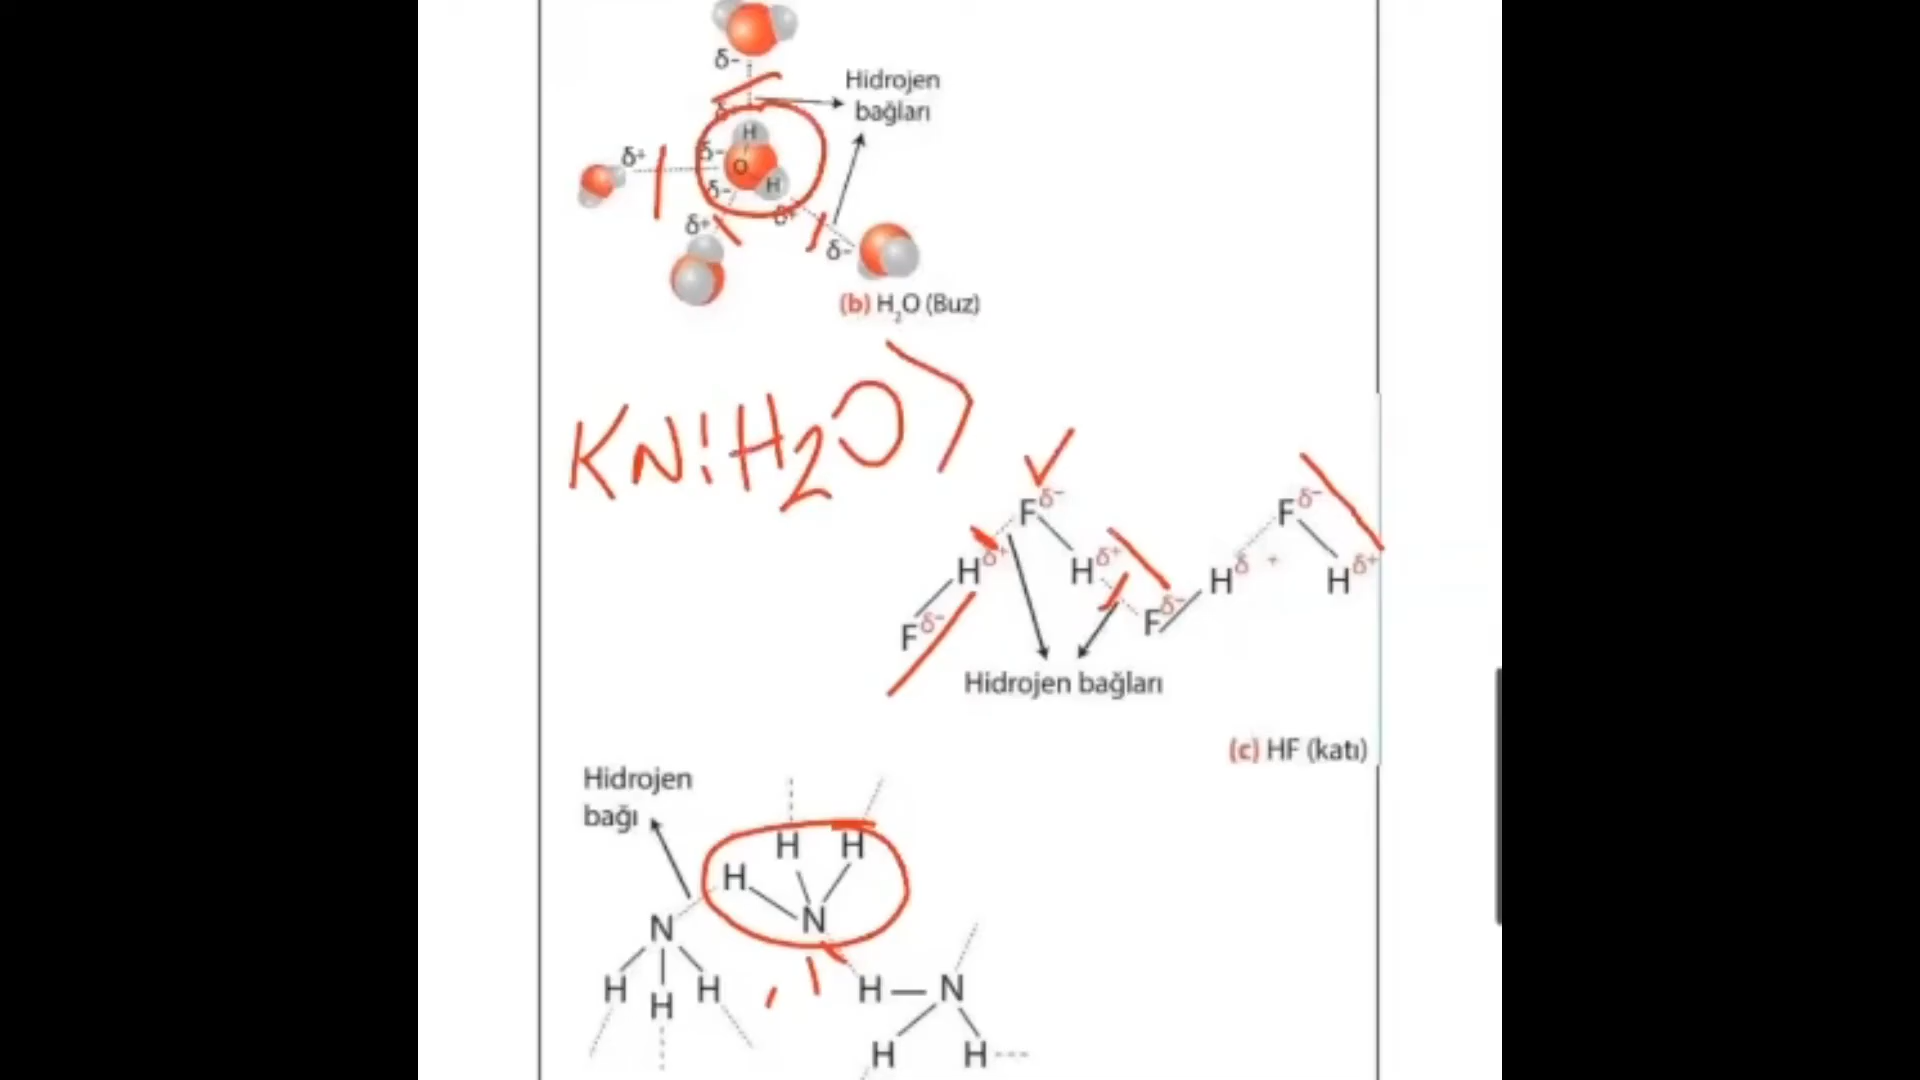 δ-
Hidrojen
bağları
H
δ+
δ-
O
δ-
H
δ+
δ+
δ-
(b) H₂O (Buz)
KN:H2O>
F δ-
F δ-
H δ+
H δ+
H δ +
H δ+
F δ-
F δ-
Hidrojen bağları
(c) HF (katı)
Hidrojen
bağı
H H
H
N
N
H H H
H N
H H